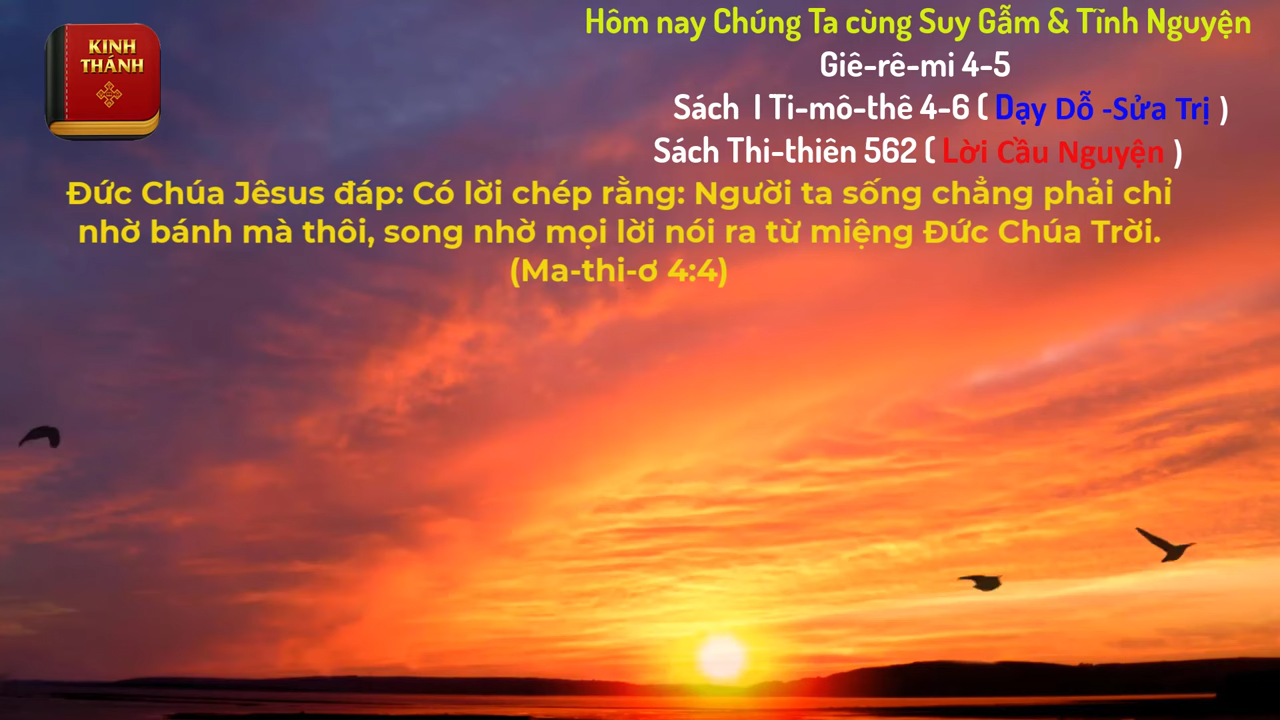 KINH
THÁNH
Hôm nay Chúng Ta cùng Suy Gẫm & Tĩnh Nguyện
Giê-rê-mi 4-5
Sách I Ti-mô-thê 4-6 ( Dạy Dỗ -Sửa Trị )
Sách Thi-thiên 562 ( Lời Cầu Nguyện )
Đức Chúa Jêsus đáp: Có lời chép rằng: Người ta sống chẳng phải chỉ
nhờ bánh mà thôi, song nhờ mọi lời nói ra từ miệng Đức Chúa Trời.
(Ma-thi-ơ 4:4)